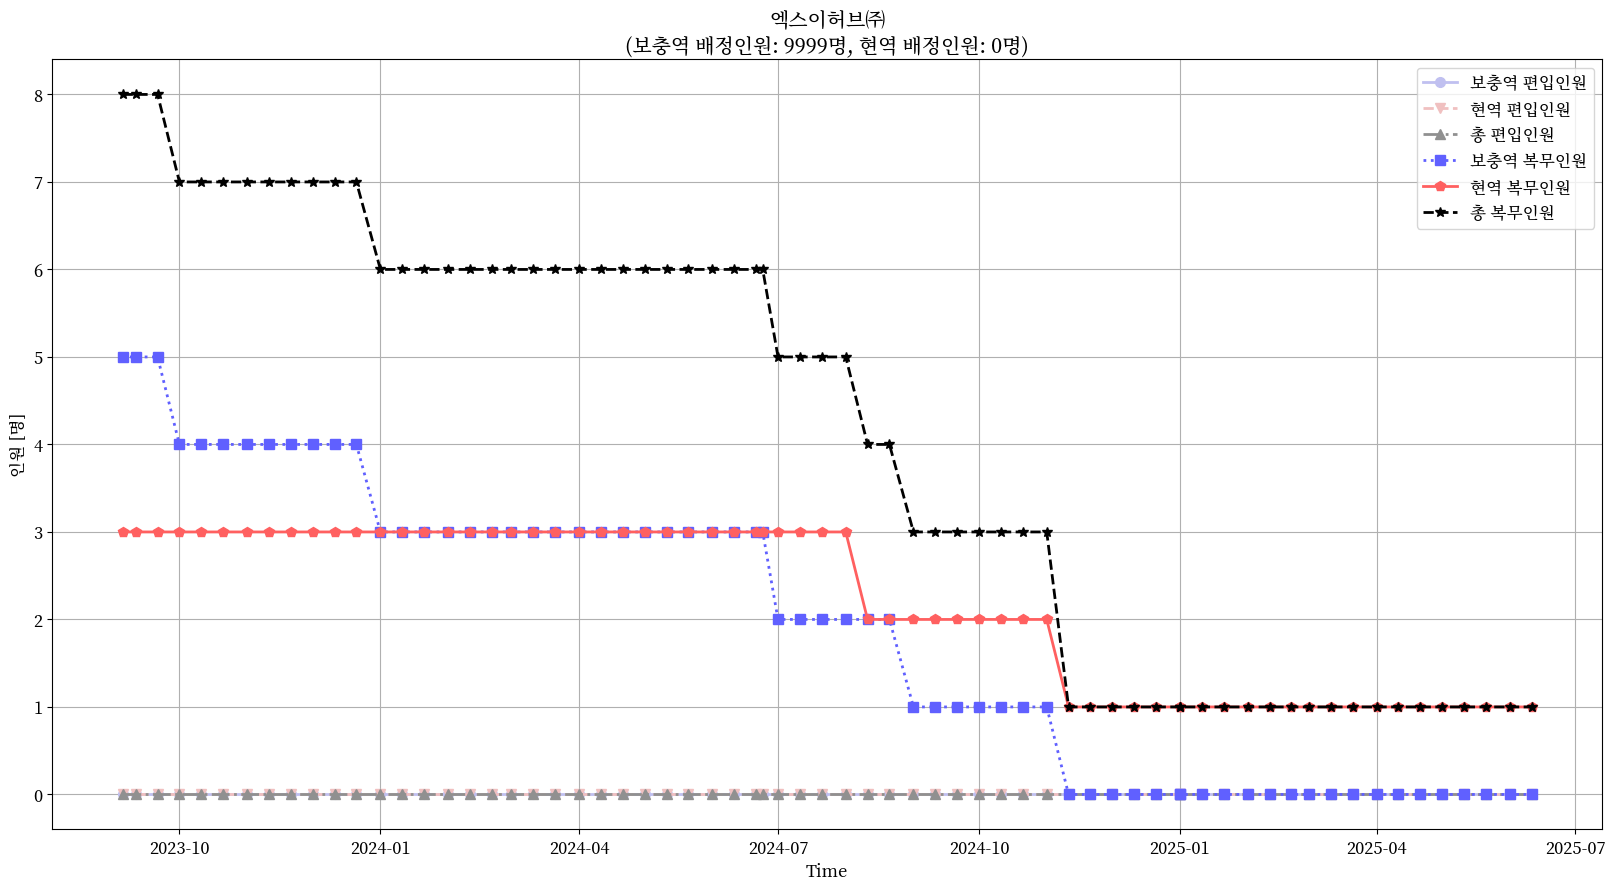 엑스이허브㈜
(보충역 배정인원: 9999명, 현역 배정인원: 0명)
보충역 편입인원
현역 편입인원
총 편입인원
보충역 복무인원
현역 복무인원
총 복무인원
인원 [명]
8
7
6
5
4
3
2
1
0
2023-10
2024-01
2024-04
2024-07
2024-10
2025-01
2025-04
2025-07
Time